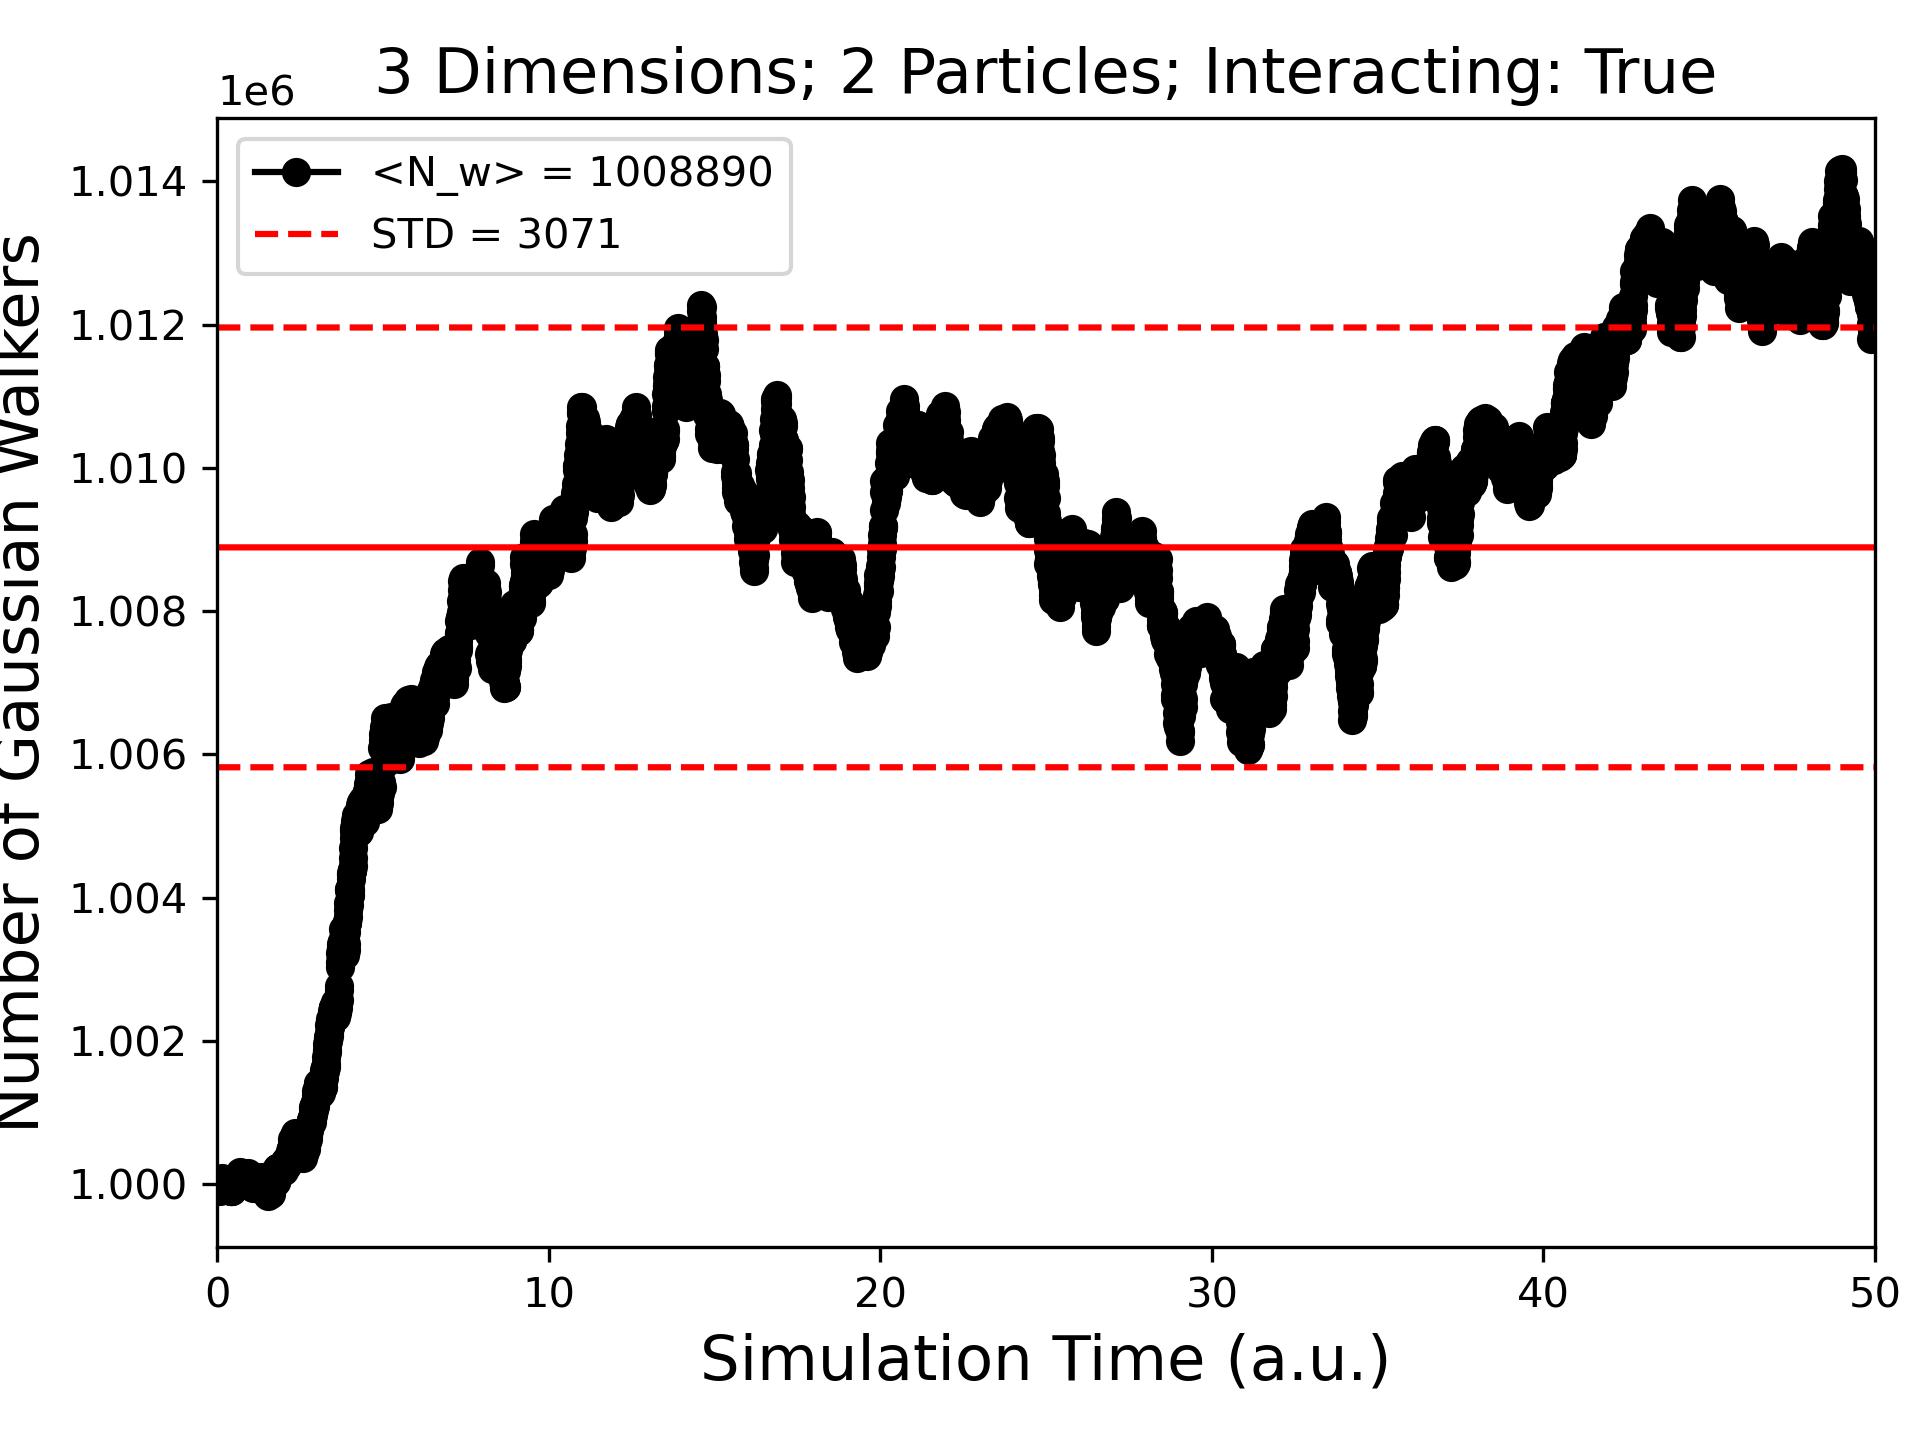 3 Dimensions; 2 Particles; Interacting: True
1e6
<N_w> = 1008890
STD = 3071
1.014
1.012
1.010
1.008
1.006
1.004
1.002
1.000
Number of Gaussian Walkers
0 10 20 30 40 50
Simulation Time (a.u.)